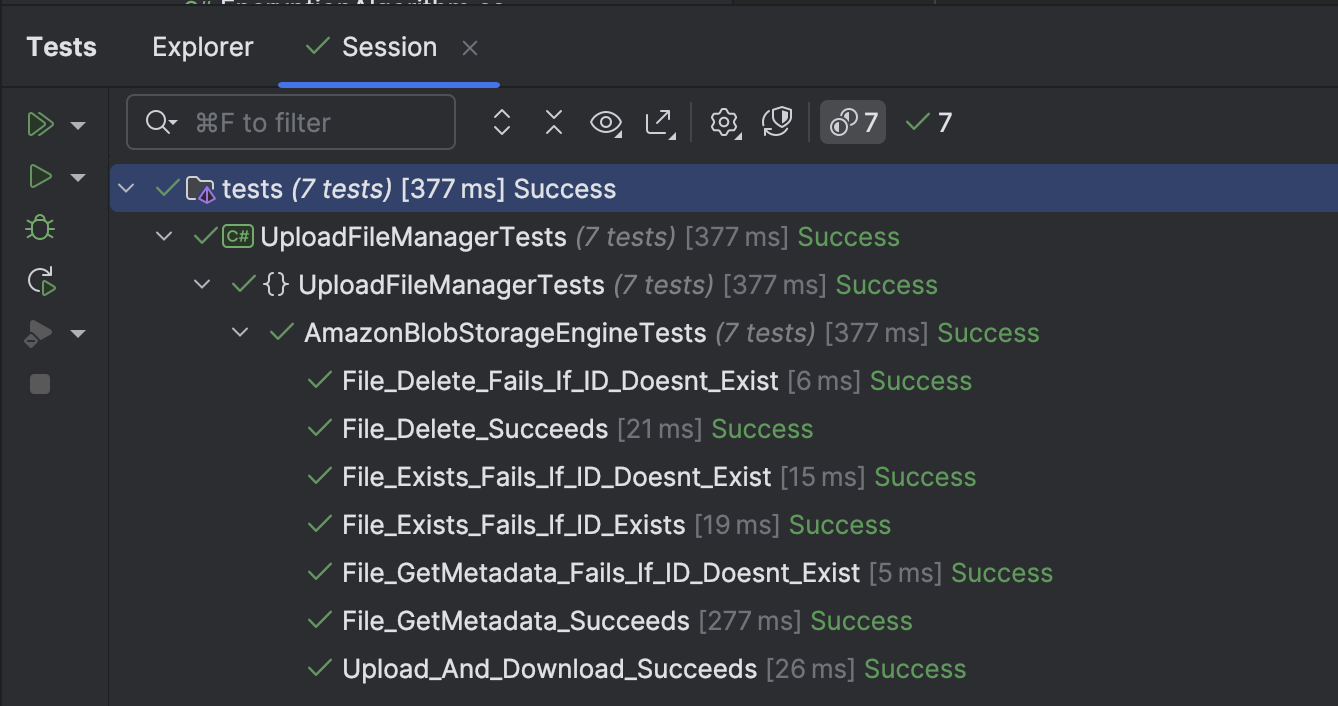 EncryptionAlgorithm.cs
Tests Explorer Session
⌘F to filter 7 7
tests (7 tests) [377 ms] Success
C# UploadFileManagerTests (7 tests) [377 ms] Success
{} UploadFileManagerTests (7 tests) [377 ms] Success
AmazonBlobStorageEngineTests (7 tests) [377 ms] Success
File_Delete_Fails_If_ID_Doesnt_Exist [6 ms] Success
File_Delete_Succeeds [21 ms] Success
File_Exists_Fails_If_ID_Doesnt_Exist [15 ms] Success
File_Exists_Fails_If_ID_Exists [19 ms] Success
File_GetMetadata_Fails_If_ID_Doesnt_Exist [5 ms] Success
File_GetMetadata_Succeeds [277 ms] Success
Upload_And_Download_Succeeds [26 ms] Success